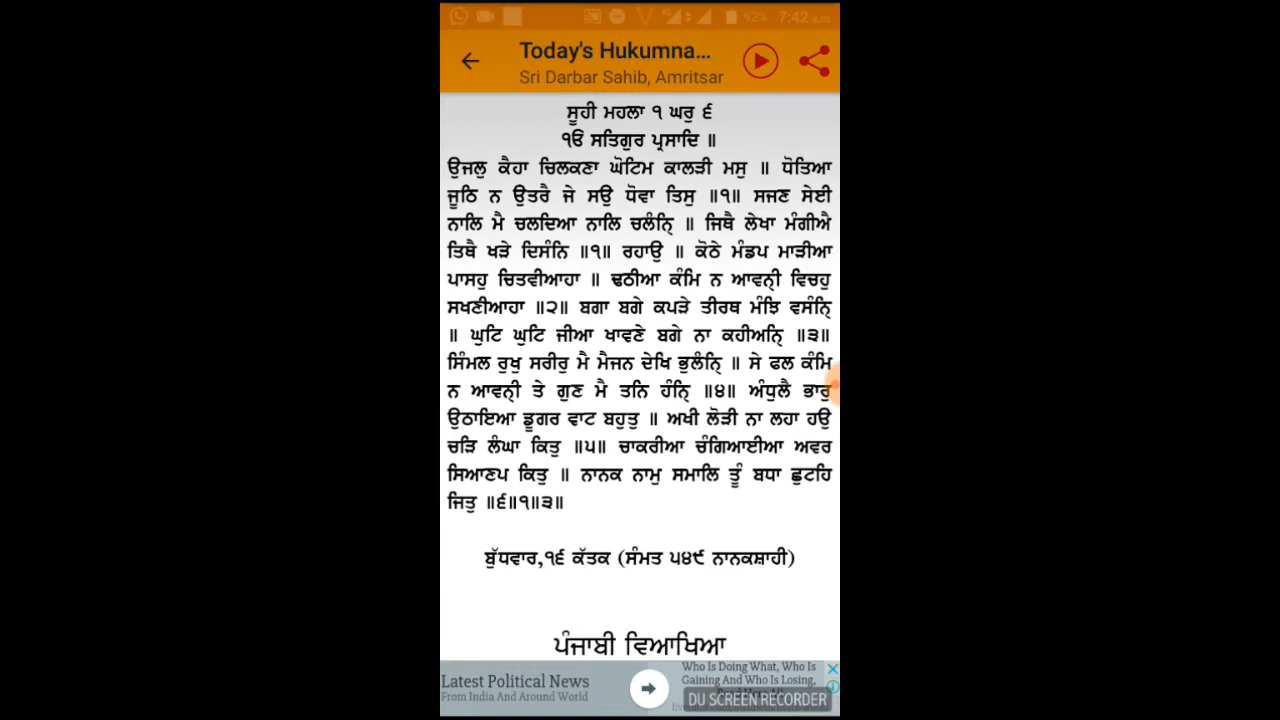 92% 7:42 a.m.
Today's Hukumna...
Sri Darbar Sahib, Amritsar
ਸੂਹੀ ਮਹਲਾ ੧ ਘਰੁ ੬
ੴ ਸਤਿਗੁਰ ਪ੍ਰਸਾਦਿ ॥
ਉਜਲੁ ਕੈਹਾ ਚਿਲਕਣਾ ਘੋਟਿਮ ਕਾਲੜੀ ਮਸੁ ॥ ਧੋਤਿਆ
ਜੂਠਿ ਨ ਉਤਰੈ ਜੇ ਸਉ ਧੋਵਾ ਤਿਸੁ ॥੧॥ ਸਜਣ ਸੇਈ
ਨਾਲਿ ਮੈ ਚਲਦਿਆ ਨਾਲਿ ਚਲੰਨ੍ਹਿ ॥ ਜਿਥੈ ਲੇਖਾ ਮੰਗੀਐ
ਤਿਥੈ ਖੜੇ ਦਿਸੰਨਿ ॥੧॥ ਰਹਾਉ ॥ ਕੋਠੇ ਮੰਡਪ ਮਾੜੀਆ
ਪਾਸਹੁ ਚਿਤਵੀਆਹਾ ॥ ਢਠੀਆ ਕੰਮਿ ਨ ਆਵਨ੍ਹੀ ਵਿਚਹੁ
ਸਖਣੀਆਹਾ ॥੨॥ ਬਗਾ ਬਗੇ ਕਪੜੇ ਤੀਰਥ ਮੰਝਿ ਵਸੰਨ੍ਹਿ
॥ ਘੁਟਿ ਘੁਟਿ ਜੀਆ ਖਾਵਣੇ ਬਗੇ ਨਾ ਕਹੀਅਨ੍ਹਿ ॥੩॥
ਸਿੰਮਲ ਰੁਖੁ ਸਰੀਰੁ ਮੈ ਮੈਜਨ ਦੇਖਿ ਭੁਲੰਨ੍ਹਿ ॥ ਸੇ ਫਲ ਕੰਮਿ
ਨ ਆਵਨ੍ਹੀ ਤੇ ਗੁਣ ਮੈ ਤਨਿ ਹੰਨ੍ਹਿ ॥੪॥ ਅੰਧੁਲੈ ਭਾਰੁ
ਉਠਾਇਆ ਡੂਗਰ ਵਾਟ ਬਹੁਤੁ ॥ ਅਖੀ ਲੋੜੀ ਨਾ ਲਹਾ ਹਉ
ਚੜਿ ਲੰਘਾ ਕਿਤੁ ॥੫॥ ਚਾਕਰੀਆ ਚੰਗਿਆਈਆ ਅਵਰ
ਸਿਆਣਪ ਕਿਤੁ ॥ ਨਾਨਕ ਨਾਮੁ ਸਮਾਲਿ ਤੂੰ ਬਧਾ ਛੁਟਹਿ
ਜਿਤੁ ॥੬॥੧॥੩॥
ਬੁੱਧਵਾਰ,੧੬ ਕੱਤਕ (ਸੰਮਤ ੫੪੯ ਨਾਨਕਸ਼ਾਹੀ)
ਪੰਜਾਬੀ ਵਿਆਖਿਆ
Latest Political News
From India And Around World
Who Is Doing What, Who Is
Gaining And Who Is Losing,
DU SCREEN RECORDER